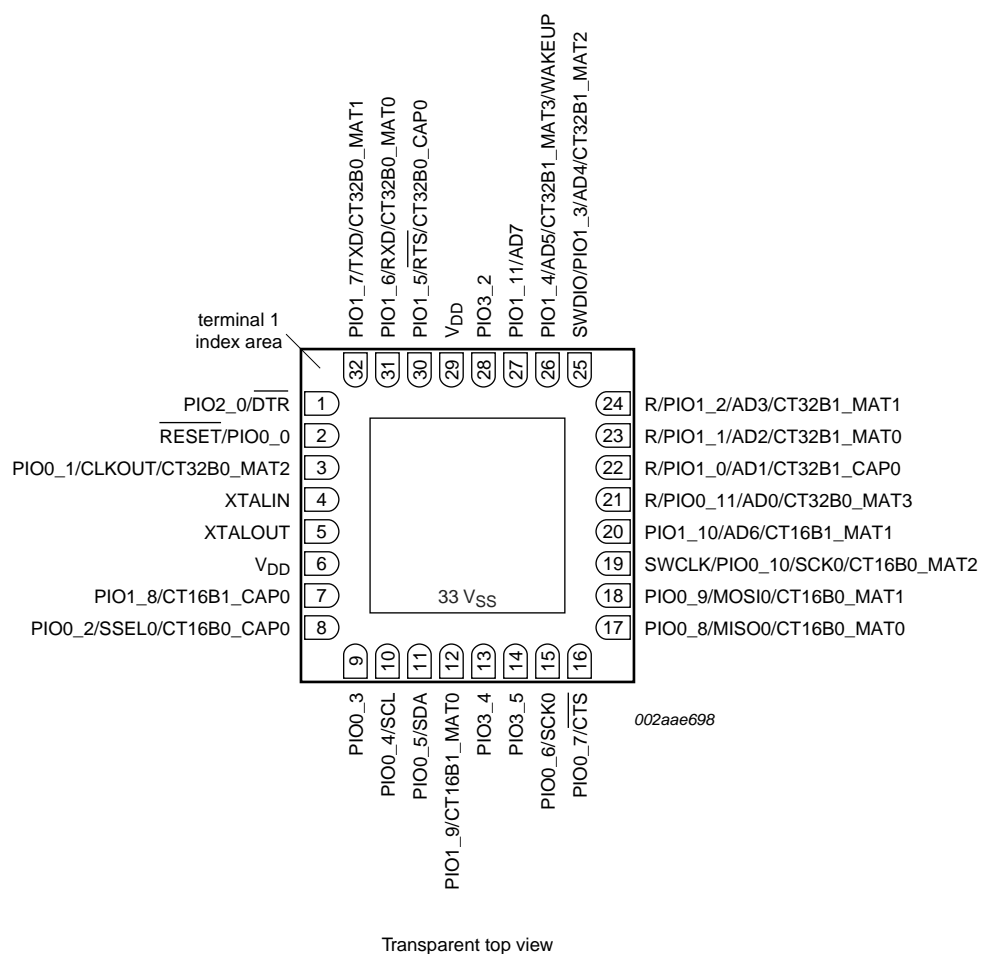 PIO1_7/TXD/CT32B0_MAT1
PIO1_6/RXD/CT32B0_MAT0
PIO1_5/RTS/CT32B0_CAP0
VDD
PIO3_2
PIO1_11/AD7
PIO1_4/AD5/CT32B1_MAT3/WAKEUP
SWDIO/PIO1_3/AD4/CT32B1_MAT2
terminal 1
index area
32 31 30 29 28 27 26 25
PIO2_0/DTR 1
RESET/PIO0_0 2
PIO0_1/CLKOUT/CT32B0_MAT2 3
XTALIN 4
XTALOUT 5
VDD 6
PIO1_8/CT16B1_CAP0 7
PIO0_2/SSEL0/CT16B0_CAP0 8
24 R/PIO1_2/AD3/CT32B1_MAT1
23 R/PIO1_1/AD2/CT32B1_MAT0
22 R/PIO1_0/AD1/CT32B1_CAP0
21 R/PIO0_11/AD0/CT32B0_MAT3
20 PIO1_10/AD6/CT16B1_MAT1
19 SWCLK/PIO0_10/SCK0/CT16B0_MAT2
18 PIO0_9/MOSI0/CT16B0_MAT1
17 PIO0_8/MISO0/CT16B0_MAT0
33 VSS
9 10 11 12 13 14 15 16
PIO0_3
PIO0_4/SCL
PIO0_5/SDA
PIO1_9/CT16B1_MAT0
PIO3_4
PIO3_5
PIO0_6/SCK0
PIO0_7/CTS
002aae698
Transparent top view